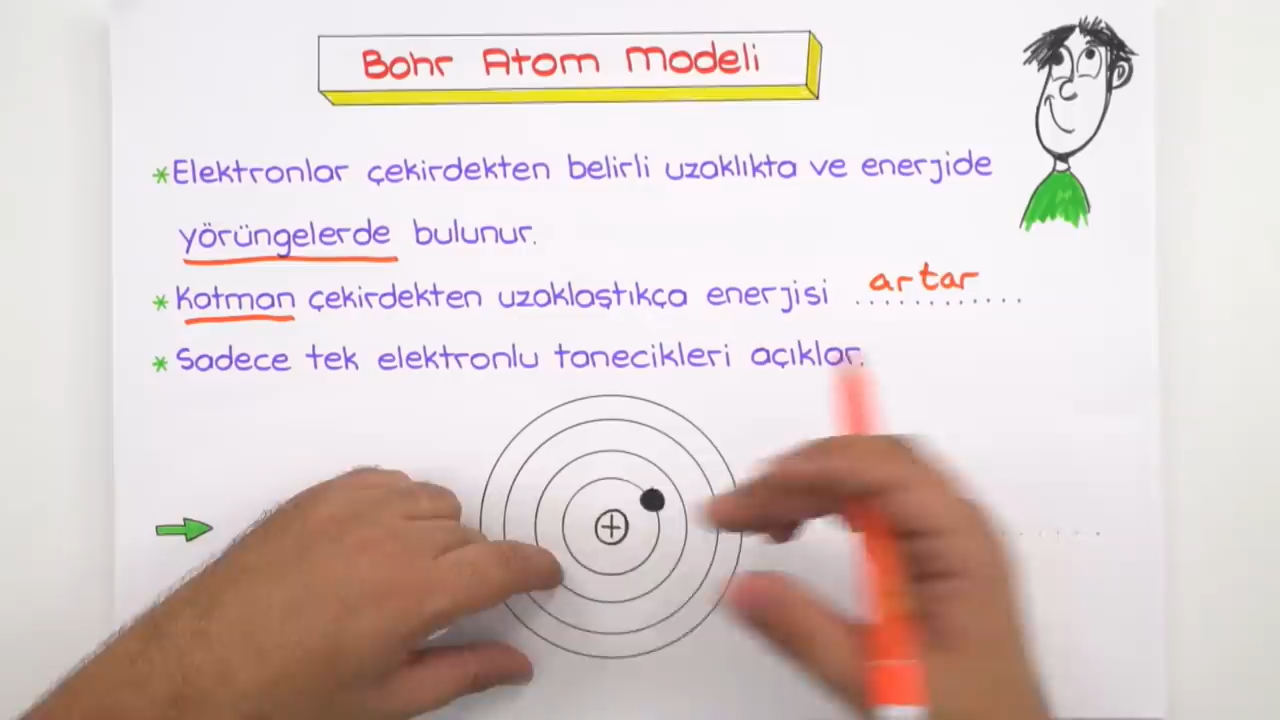 Bohr Atom Modeli
*Elektronlar çekirdekten belirli uzaklıkta ve enerjide
yörüngelerde bulunur.
*Katman çekirdekten uzaklaştıkça enerjisi artar ............
*Sadece tek elektronlu tanecikleri açıklar.
+